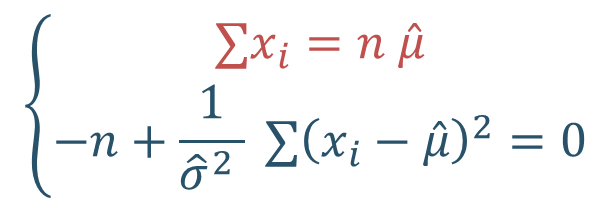 ∑xᵢ = n μ̂
−n + 1/σ̂² ∑(xᵢ − μ̂)² = 0